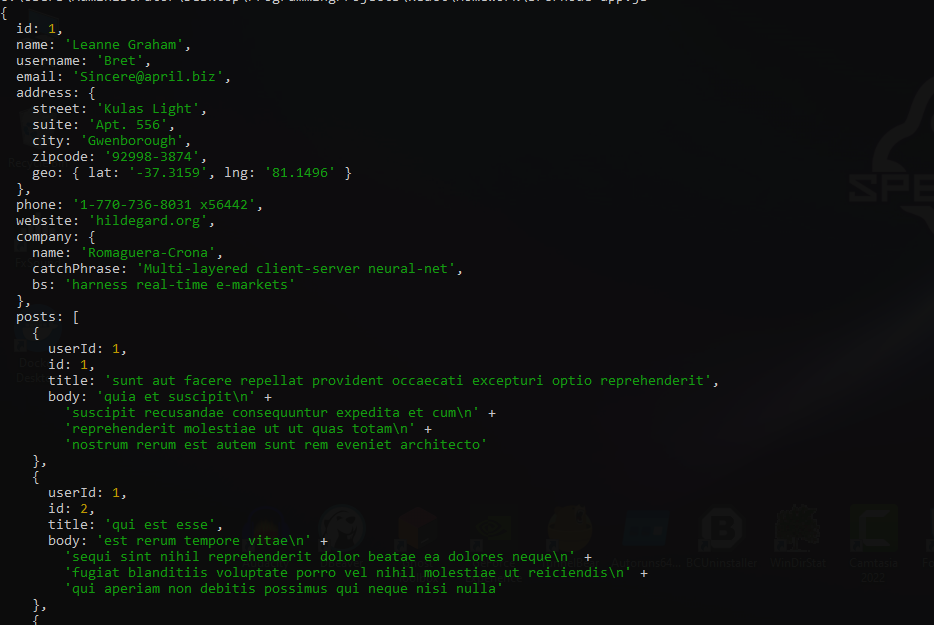 {
  id: 1,
  name: 'Leanne Graham',
  username: 'Bret',
  email: 'Sincere@april.biz',
  address: {
    street: 'Kulas Light',
    suite: 'Apt. 556',
    city: 'Gwenborough',
    zipcode: '92998-3874',
    geo: { lat: '-37.3159', lng: '81.1496' }
  },
  phone: '1-770-736-8031 x56442',
  website: 'hildegard.org',
  company: {
    name: 'Romaguera-Crona',
    catchPhrase: 'Multi-layered client-server neural-net',
    bs: 'harness real-time e-markets'
  },
  posts: [
    {
      userId: 1,
      id: 1,
      title: 'sunt aut facere repellat provident occaecati excepturi optio reprehenderit',
      body: 'quia et suscipit\n' +
        'suscipit recusandae consequuntur expedita et cum\n' +
        'reprehenderit molestiae ut ut quas totam\n' +
        'nostrum rerum est autem sunt rem eveniet architecto'
    },
    {
      userId: 1,
      id: 2,
      title: 'qui est esse',
      body: 'est rerum tempore vitae\n' +
        'sequi sint nihil reprehenderit dolor beatae ea dolores neque\n' +
        'fugiat blanditiis voluptate porro vel nihil molestiae ut reiciendis\n' +
        'qui aperiam non debitis possimus qui neque nisi nulla'
    },
    {
BCUninstaller WinDirStat Camtasia